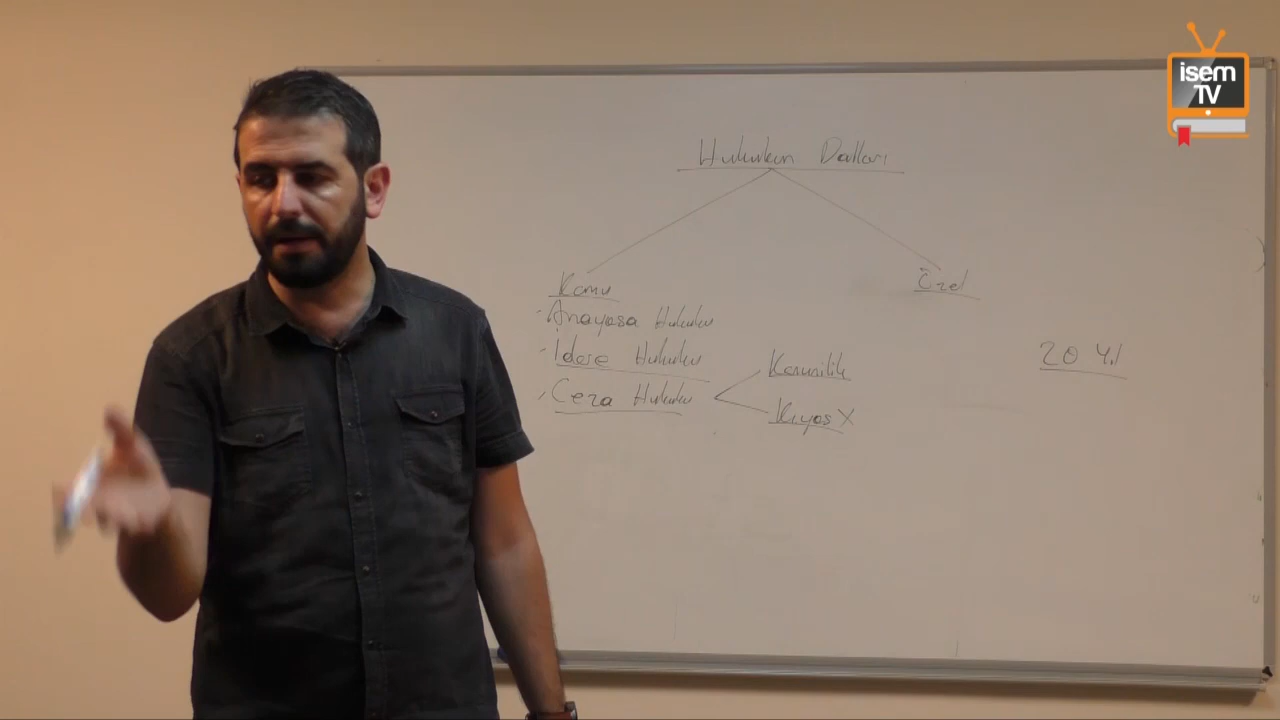 isem
TV
Hukukun Dalları
Kamu
Özel
- Anayasa Hukuku
- İdare Hukuku
- Ceza Hukuku
Kanunilik
Kıyas X
20 Yıl